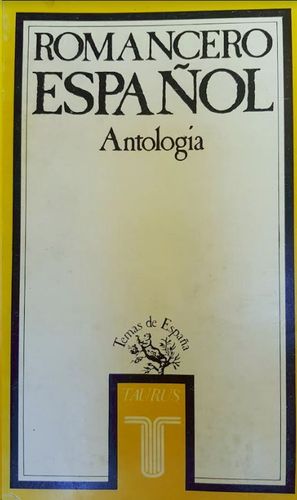 ROMANCERO
ESPAÑOL
Antología
Temas de España
TAURUS